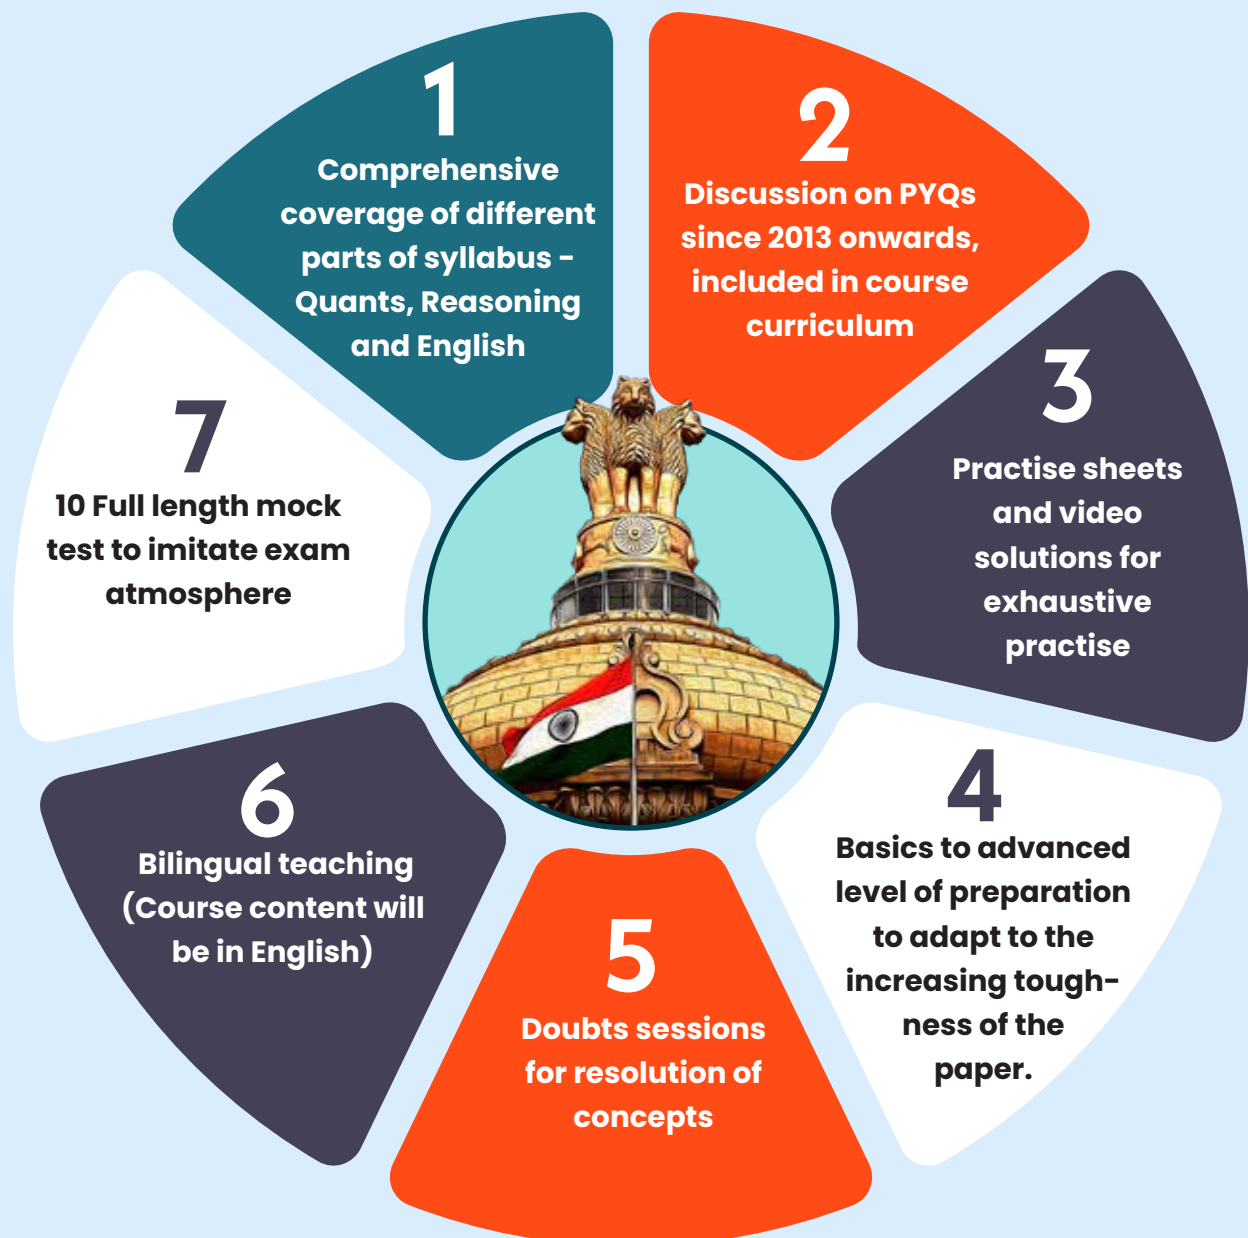 1
Comprehensive
coverage of different
parts of syllabus -
Quants, Reasoning
and English
2
Discussion on PYQs
since 2013 onwards,
included in course
curriculum
3
Practise sheets
and video
solutions for
exhaustive
practise
4
Basics to advanced
level of preparation
to adapt to the
increasing tough-
ness of the
paper.
5
Doubts sessions
for resolution of
concepts
6
Bilingual teaching
(Course content will
be in English)
7
10 Full length mock
test to imitate exam
atmosphere